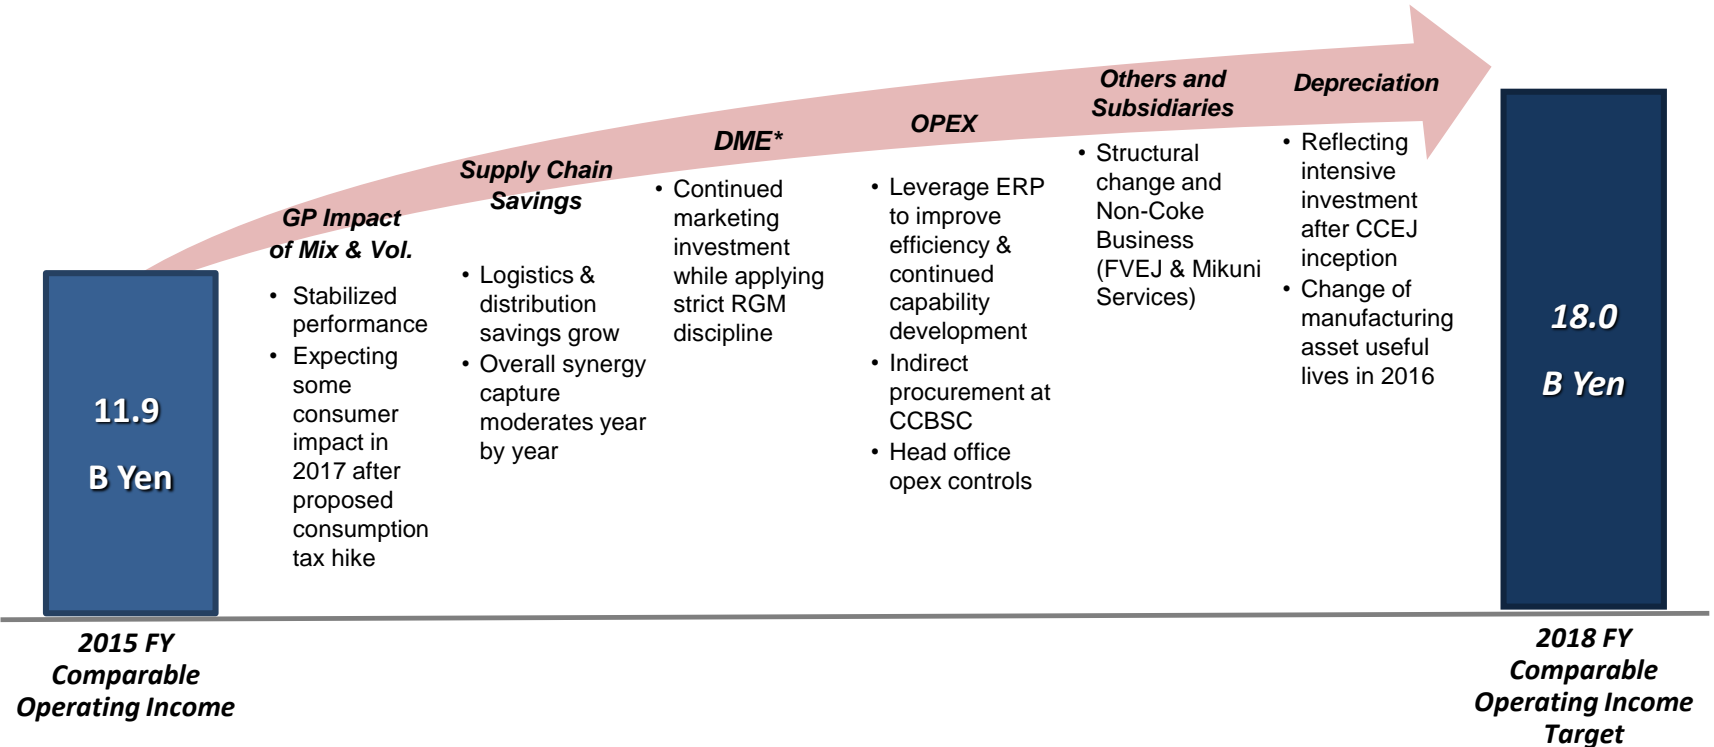 11.9
B Yen
2015 FY
Comparable
Operating Income
GP Impact
of Mix & Vol.
• Stabilized
performance
• Expecting
some
consumer
impact in
2017 after
proposed
consumption
tax hike
Supply Chain
Savings
• Logistics &
distribution
savings grow
• Overall synergy
capture
moderates year
by year
DME*
• Continued
marketing
investment
while applying
strict RGM
discipline
OPEX
• Leverage ERP
to improve
efficiency &
continued
capability
development
• Indirect
procurement at
CCBSC
• Head office
opex controls
Others and
Subsidiaries
• Structural
change and
Non-Coke
Business
(FVEJ & Mikuni
Services)
Depreciation
• Reflecting
intensive
investment
after CCEJ
inception
• Change of
manufacturing
asset useful
lives in 2016
18.0
B Yen
2018 FY
Comparable
Operating Income
Target